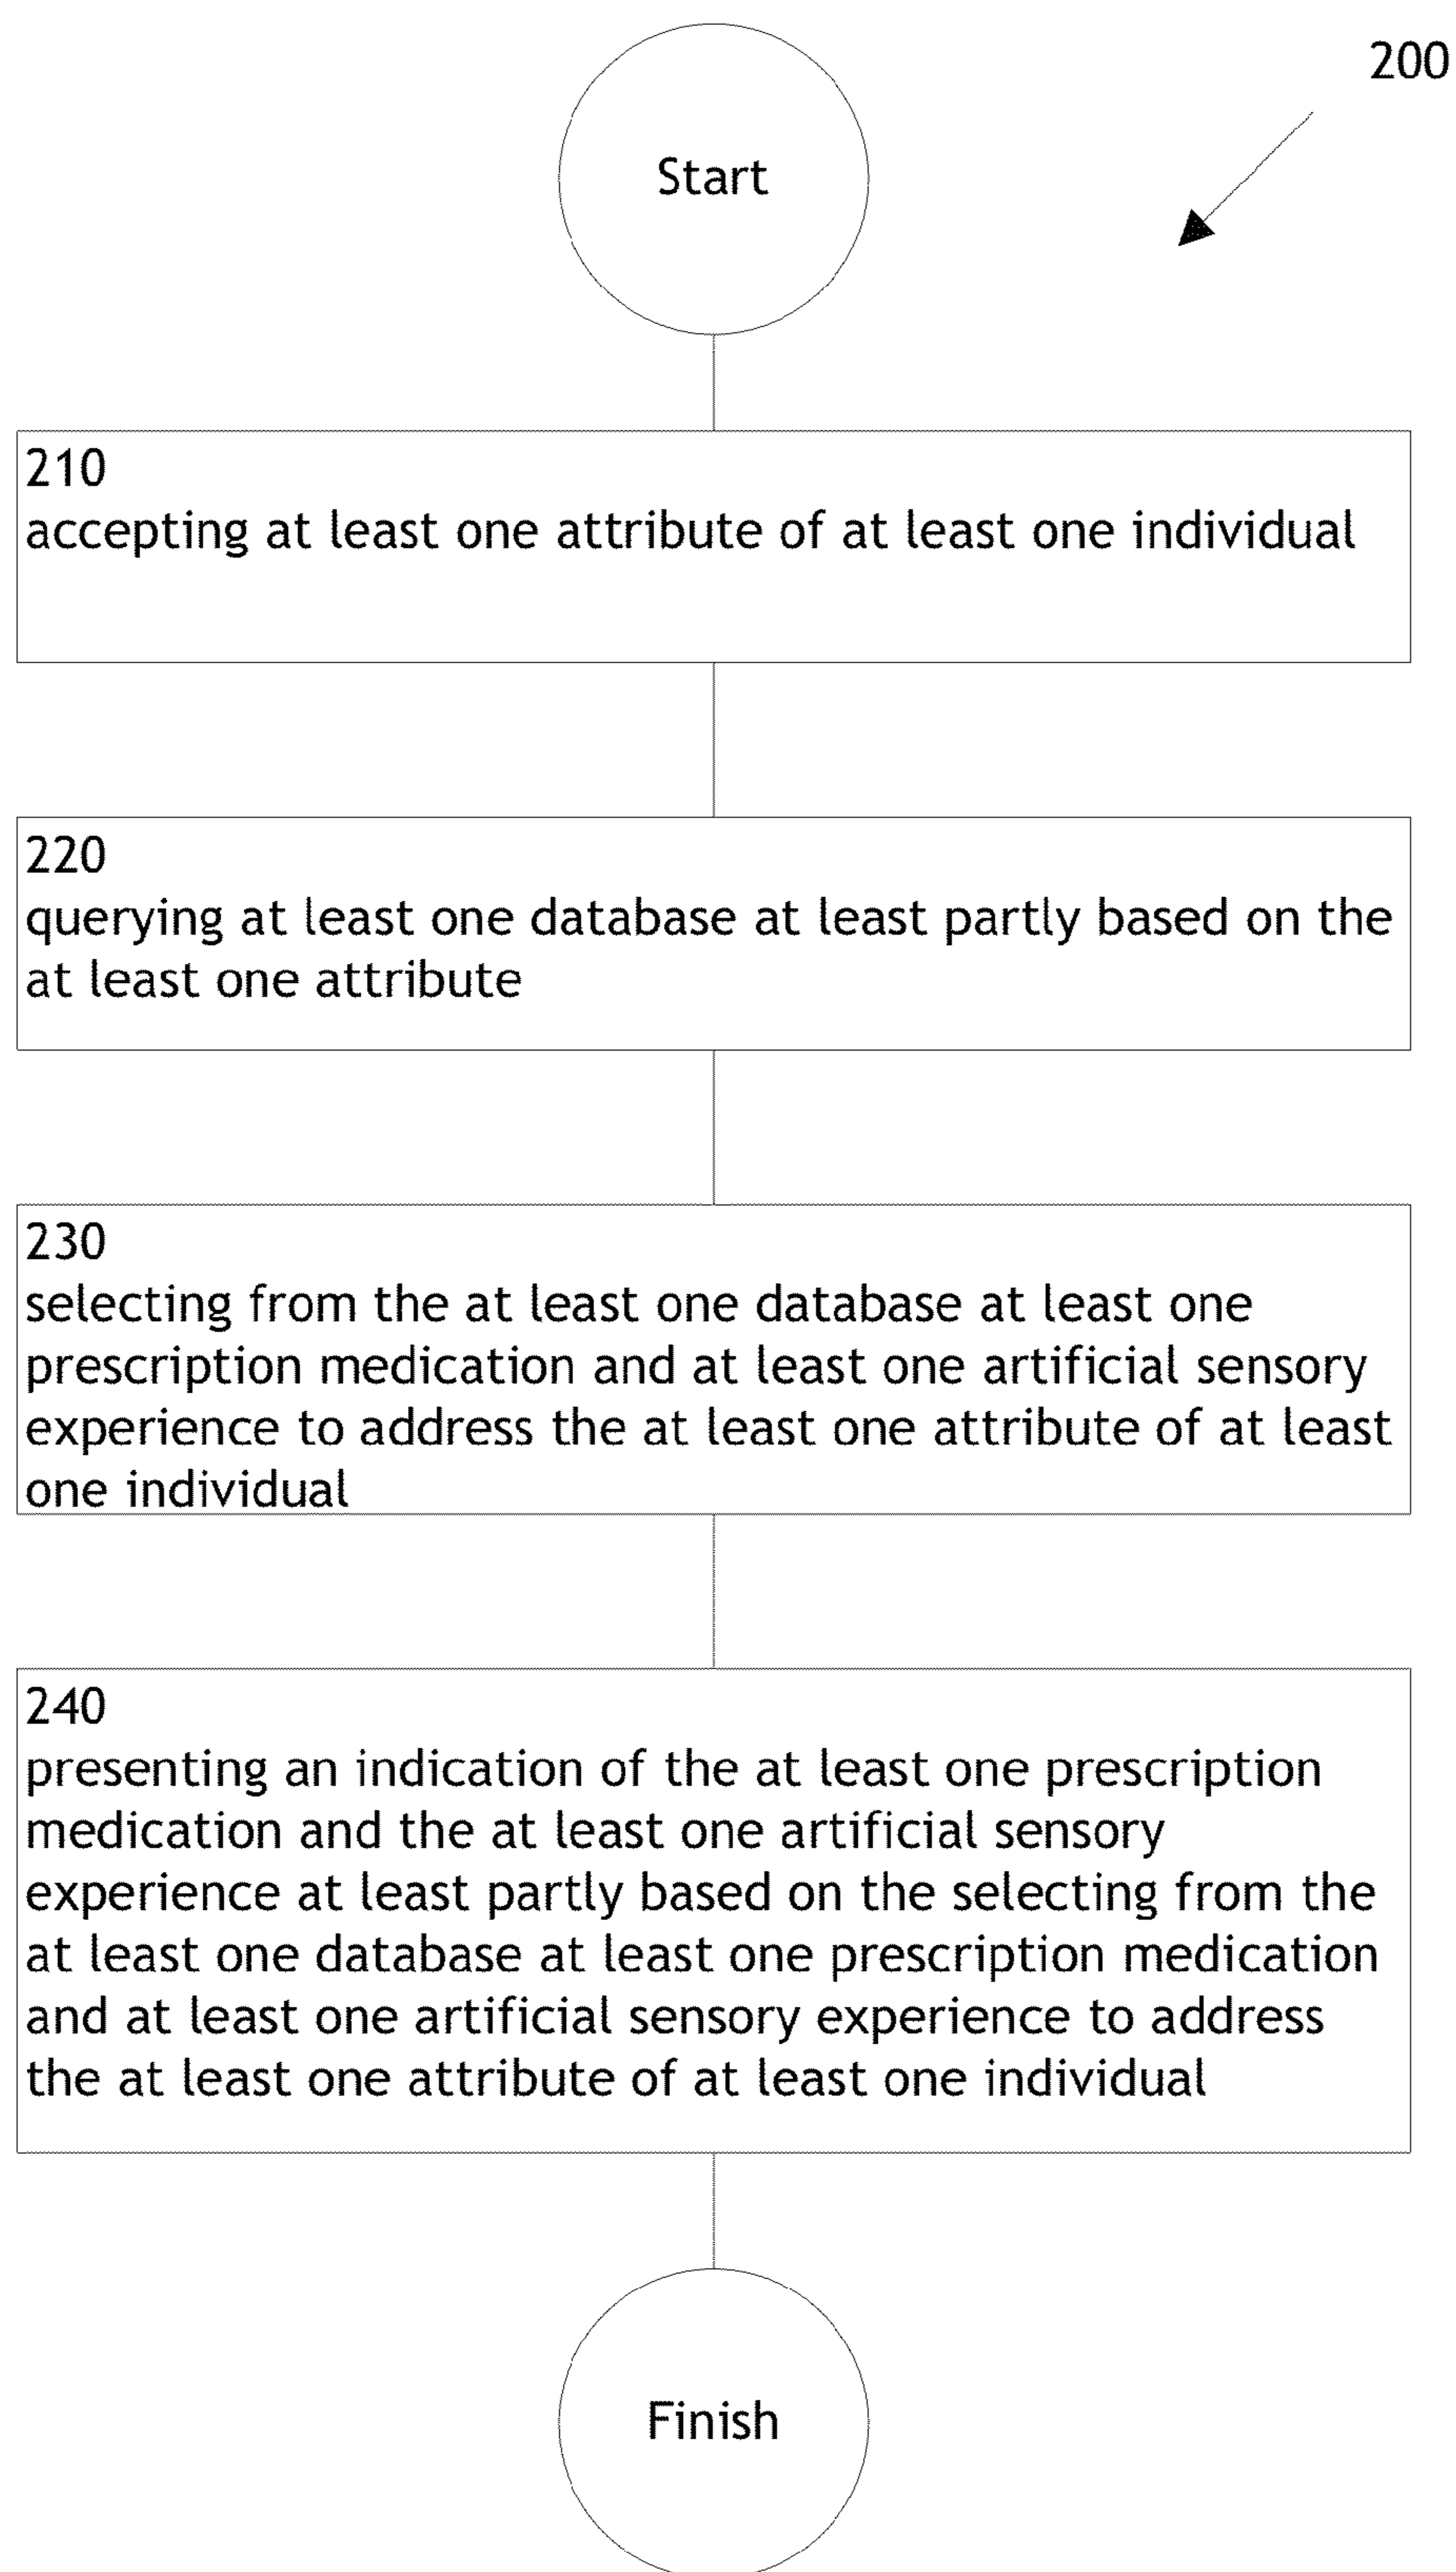 200
Start
210
accepting at least one attribute of at least one individual
220
querying at least one database at least partly based on the
at least one attribute
230
selecting from the at least one database at least one
prescription medication and at least one artificial sensory
experience to address the at least one attribute of at least
one individual
240
presenting an indication of the at least one prescription
medication and the at least one artificial sensory
experience at least partly based on the selecting from the
at least one database at least one prescription medication
and at least one artificial sensory experience to address
the at least one attribute of at least one individual
Finish